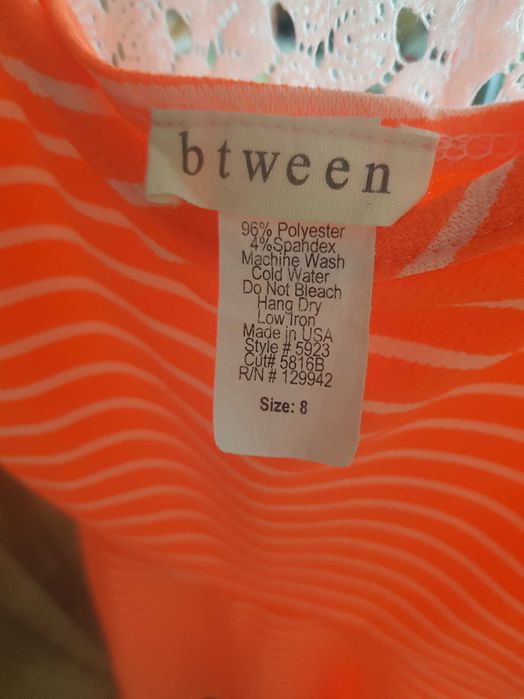 btween
96% Polyester
4%Spandex
Machine Wash
Cold Water
Do Not Bleach
Hang Dry
Low Iron
Made in USA
Style # 5923
Cut# 5816B
R/N # 129942
Size: 8